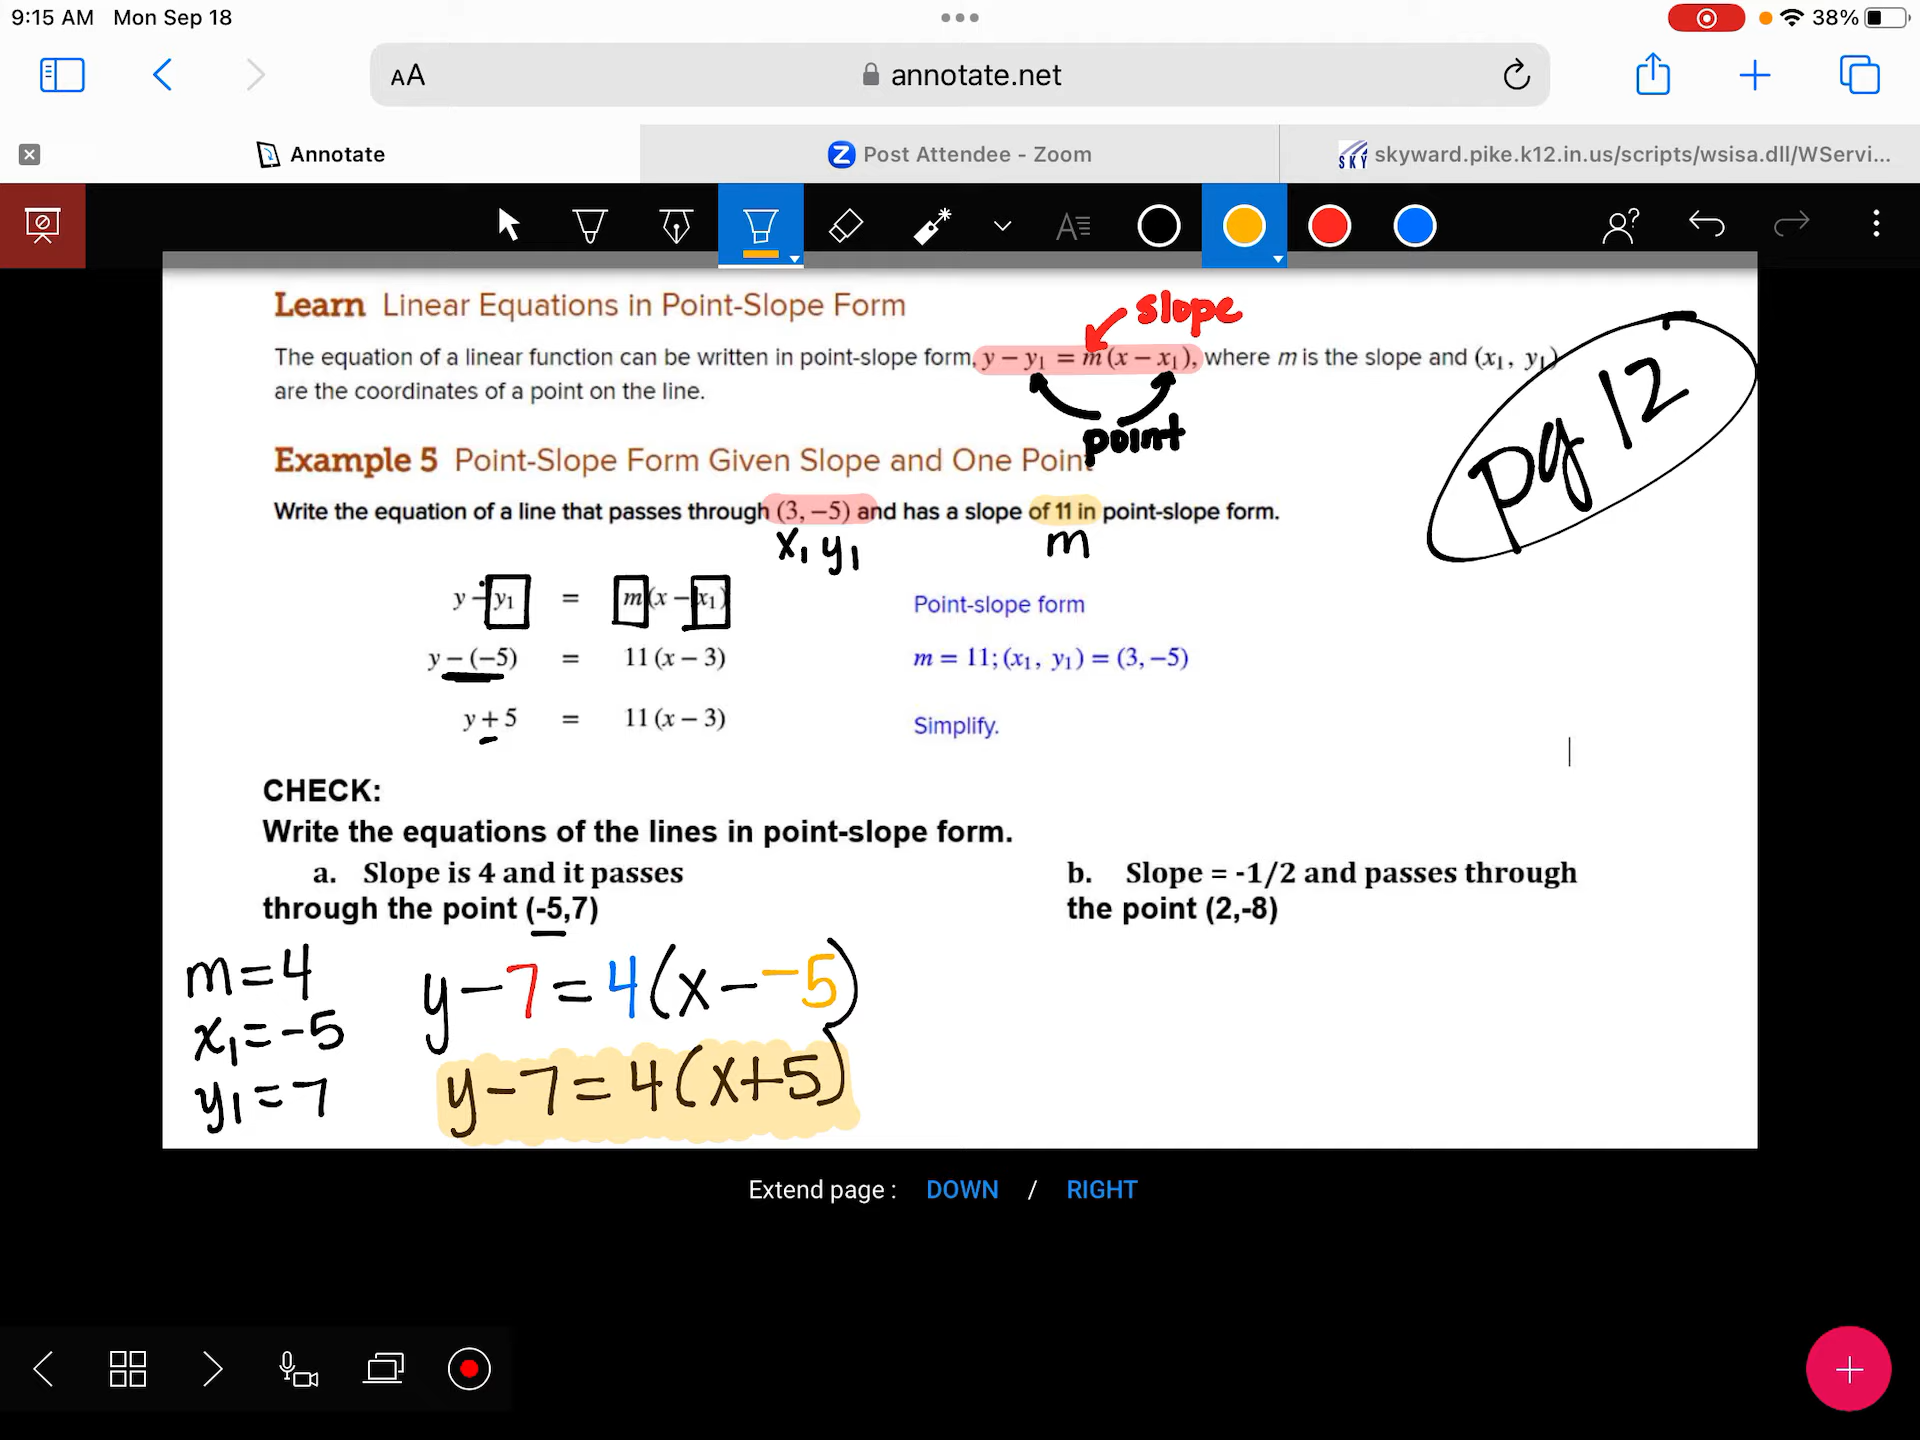 9:15 AM Mon Sep 18
38%
AA
annotate.net
Annotate
Post Attendee - Zoom
SKY skyward.pike.k12.in.us/scripts/wsisa.dll/WServi...
Learn Linear Equations in Point-Slope Form
slope
The equation of a linear function can be written in point-slope form, y − y₁ = m (x − x₁), where m is the slope and (x₁, y₁)
are the coordinates of a point on the line.
point
pg 12
Example 5 Point-Slope Form Given Slope and One Point
Write the equation of a line that passes through (3, −5) and has a slope of 11 in point-slope form.
x₁ y₁ m
y − y₁ = m (x − x₁) Point-slope form
y − (−5) = 11 (x − 3) m = 11; (x₁, y₁) = (3, −5)
y + 5 = 11 (x − 3) Simplify.
CHECK:
Write the equations of the lines in point-slope form.
a. Slope is 4 and it passes
through the point (-5,7)
b. Slope = -1/2 and passes through
the point (2,-8)
m=4
x₁=-5
y₁=7
y-7=4(x--5)
y-7=4(x+5)
Extend page : DOWN / RIGHT